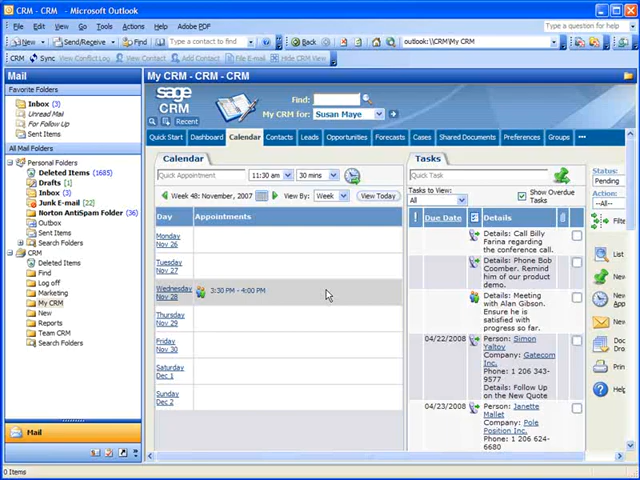 CRM - CRM - Microsoft Outlook
File Edit View Go Tools Actions Help Adobe PDF
Type a question for help
New Send/Receive Find Type a contact to find
Back outlook:\\CRM\My CRM
CRM Sync View Conflict Log View Contact Add Contact File E-mail Hide CRM View
Mail
Favorite Folders
Inbox (3)
Unread Mail
For Follow Up
Sent Items
All Mail Folders
Personal Folders
Deleted Items (1685)
Drafts [1]
Inbox (3)
Junk E-mail [22]
Norton AntiSpam Folder (36)
Outbox
Sent Items
Search Folders
CRM
Deleted Items
Find
Log off
Marketing
My CRM
New
Reports
Team CRM
Search Folders
Mail
0 Items
My CRM - CRM - CRM
sage
CRM
Recent
Find:
My CRM for: Susan Maye
Quick Start Dashboard Calendar Contacts Leads Opportunities Forecasts Cases Shared Documents Preferences Groups
Calendar
Quick Appointment 11:30 am 30 mins
Week 48: November, 2007 View By: Week View Today
Day Appointments
Monday
Nov 26
Tuesday
Nov 27
Wednesday
Nov 28
3:30 PM - 4:00 PM
Thursday
Nov 29
Friday
Nov 30
Saturday
Dec 1
Sunday
Dec 2
Tasks
Quick Task
Tasks to View:
All
Show Overdue
Tasks
! Due Date Details
Details: Call Billy
Farina regarding
the conference call.
Details: Phone Bob
Coomber. Remind
him of our product
demo.
Details: Meeting
with Alan Gibson.
Ensure he is
satisfied with
progress so far.
04/22/2008 Person: Simon
Yaltoy
Company: Gatecom
Inc.
Phone: 1 206 343-
9577
Details: Follow Up
on the New Quote
04/23/2008 Person: Janette
Mallet
Company: Pole
Position Inc.
Phone: 1 206 624-
6680
Status:
Pending
Action:
--All--
Filter
List
New
New
App
New
Doc
Dro
Prin
Help